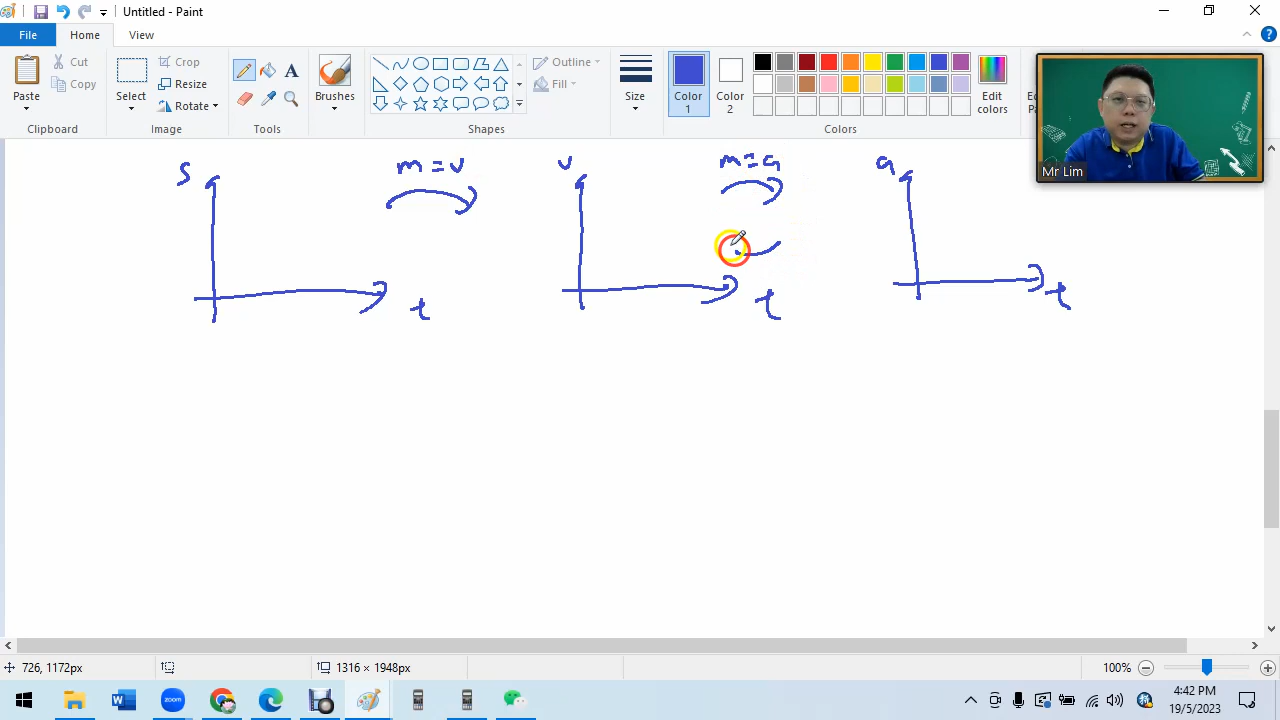 Untitled - Paint
File
Home
View
Paste
Cut
Copy
Clipboard
Select
Crop
Resize
Rotate
Image
A
Tools
Brushes
Outline
Fill
Shapes
Size
Color
1
Color
2
Edit
colors
Colors
Mr Lim
s
m = v
v
m = a
a
t
t
t
726, 1172px
1316 × 1948px
100%
W
zoom
4:42 PM
19/5/2023